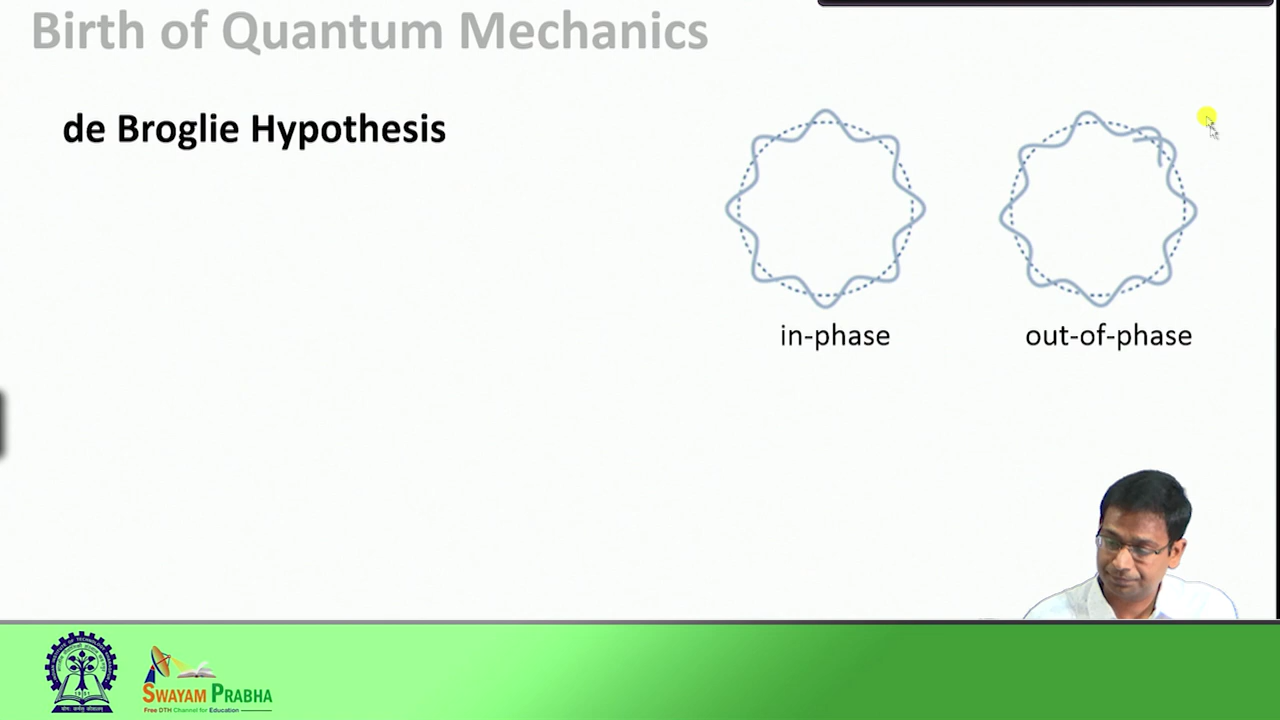 Birth of Quantum Mechanics
de Broglie Hypothesis
in-phase
out-of-phase
SWAYAM PRABHA
Free DTH Channel for Education